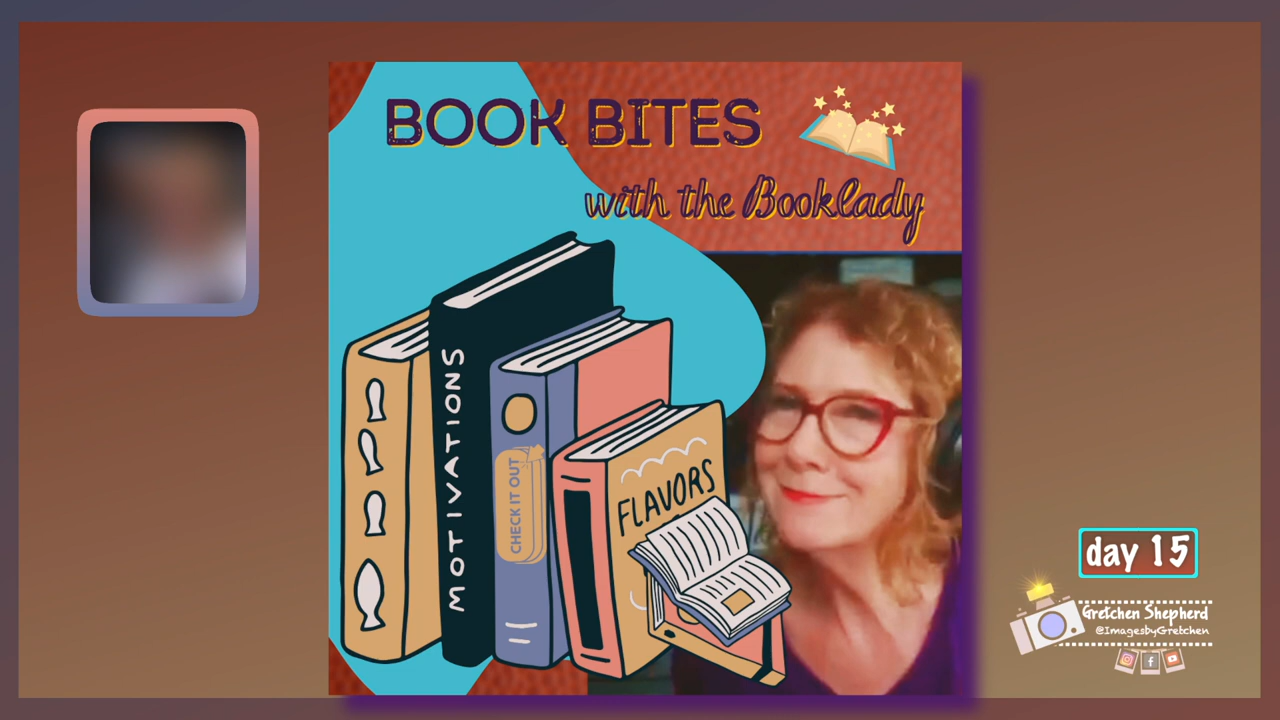 BOOK BITES
with the Booklady
MOTIVATIONS
CHECK IT OUT
FLAVORS
day 15
Gretchen Shepherd
@ImagesbyGretchen